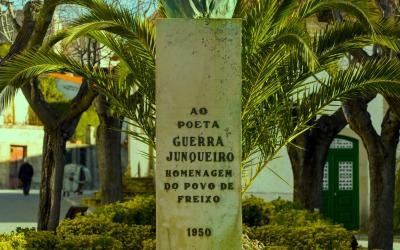 AO
POETA
GUERRA
JUNQUEIRO
HOMENAGEM
DO POVO DE
FREIXO
1950